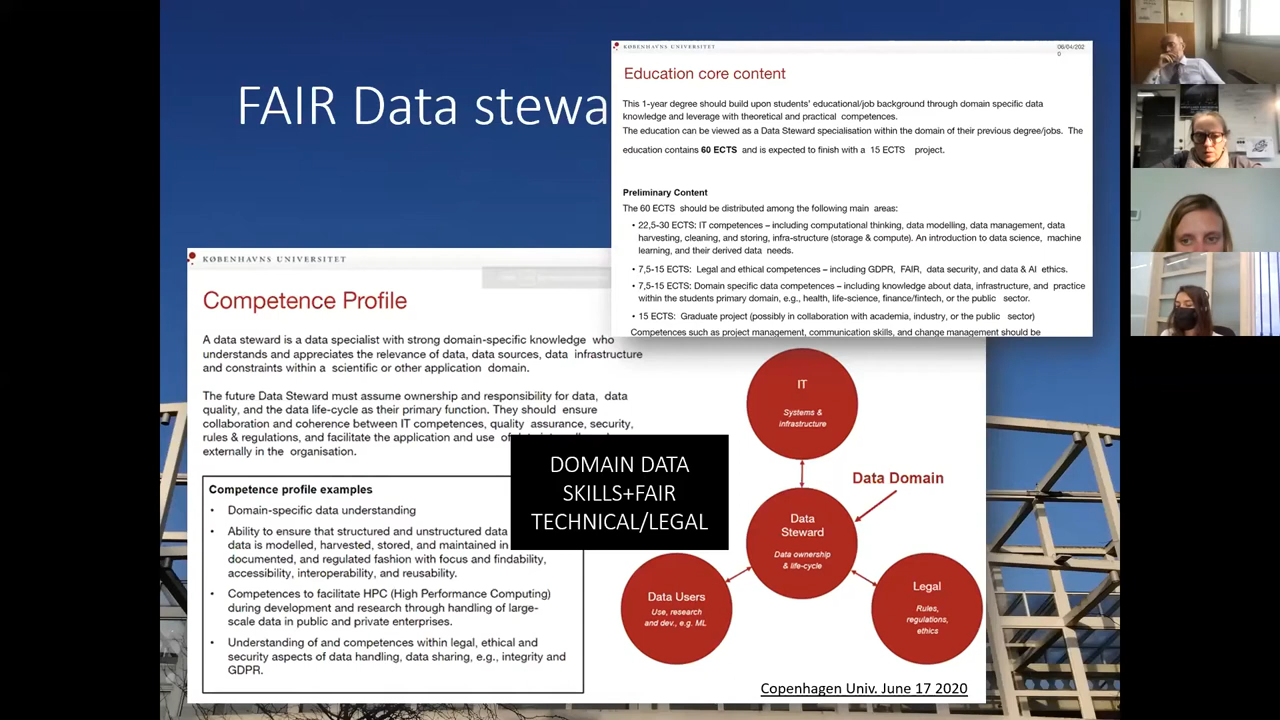 FAIR Data stewa
KØBENHAVNS UNIVERSITET
06/04/202
0
Education core content
This 1-year degree should build upon students' educational/job background through domain specific data
knowledge and leverage with theoretical and practical competences.
The education can be viewed as a Data Steward specialisation within the domain of their previous degree/jobs. The
education contains 60 ECTS and is expected to finish with a 15 ECTS project.
Preliminary Content
The 60 ECTS should be distributed among the following main areas:
• 22,5-30 ECTS: IT competences – including computational thinking, data modelling, data management, data
harvesting, cleaning, and storing, infra-structure (storage & compute). An introduction to data science, machine
learning, and their derived data needs.
• 7,5-15 ECTS: Legal and ethical competences – including GDPR, FAIR, data security, and data & AI ethics.
• 7,5-15 ECTS: Domain specific data competences – including knowledge about data, infrastructure, and practice
within the students primary domain, e.g., health, life-science, finance/fintech, or the public sector.
• 15 ECTS: Graduate project (possibly in collaboration with academia, industry, or the public sector)
Competences such as project management, communication skills, and change management should be
KØBENHAVNS UNIVERSITET
Competence Profile
A data steward is a data specialist with strong domain-specific knowledge who
understands and appreciates the relevance of data, data sources, data infrastructure
and constraints within a scientific or other application domain.
The future Data Steward must assume ownership and responsibility for data, data
quality, and the data life-cycle as their primary function. They should ensure
collaboration and coherence between IT competences, quality assurance, security,
rules & regulations, and facilitate the application and use of
externally in the organisation.
Competence profile examples
• Domain-specific data understanding
• Ability to ensure that structured and unstructured data
data is modelled, harvested, stored, and maintained in
documented, and regulated fashion with focus and findability,
accessibility, interoperability, and reusability.
• Competences to facilitate HPC (High Performance Computing)
during development and research through handling of large-
scale data in public and private enterprises.
• Understanding of and competences within legal, ethical and
security aspects of data handling, data sharing, e.g., integrity and
GDPR.
DOMAIN DATA
SKILLS+FAIR
TECHNICAL/LEGAL
IT
Systems &
infrastructure
Data Domain
Data
Steward
Data ownership
& life-cycle
Data Users
Use, research
and dev., e.g. ML
Legal
Rules,
regulations,
ethics
Copenhagen Univ. June 17 2020